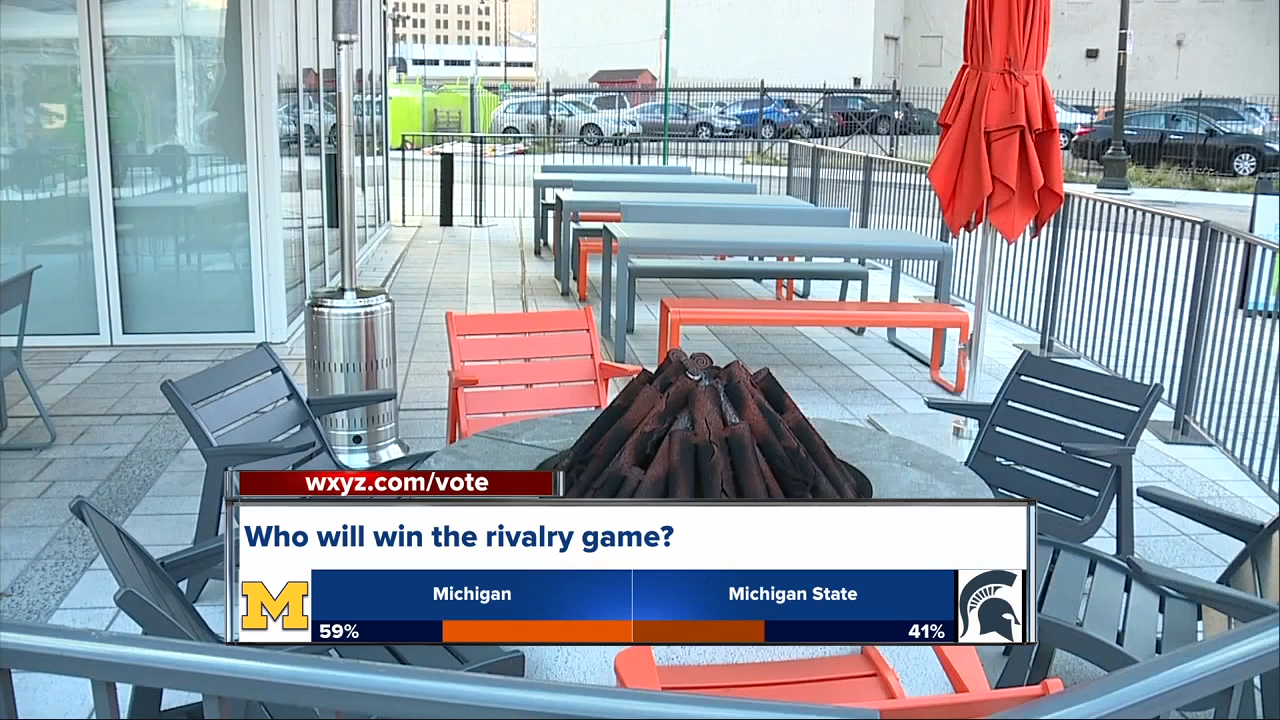 wxyz.com/vote
Who will win the rivalry game?
Michigan
Michigan State
M
59%
41%